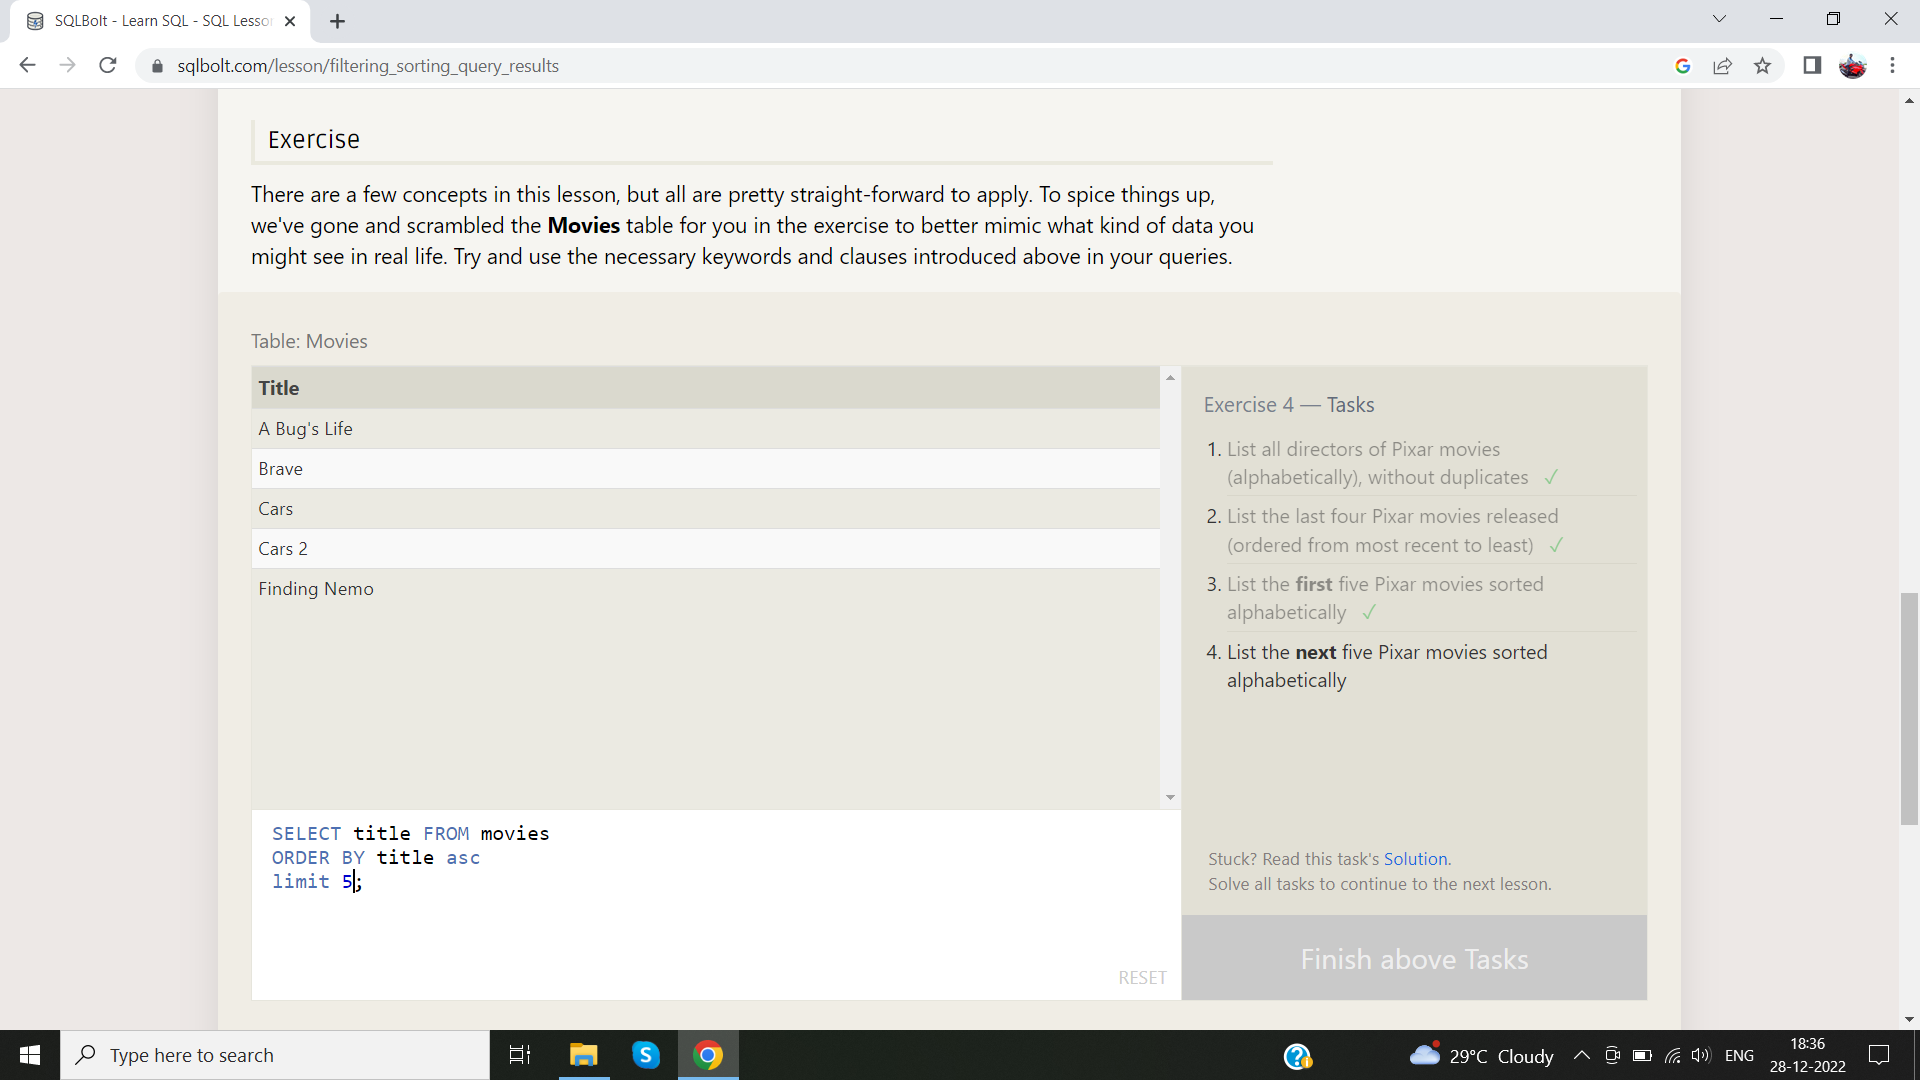 SQLBolt - Learn SQL - SQL Lesso
sqlbolt.com/lesson/filtering_sorting_query_results
Exercise
There are a few concepts in this lesson, but all are pretty straight-forward to apply. To spice things up,
we've gone and scrambled the Movies table for you in the exercise to better mimic what kind of data you
might see in real life. Try and use the necessary keywords and clauses introduced above in your queries.
Table: Movies
Title
A Bug's Life
Brave
Cars
Cars 2
Finding Nemo
SELECT title FROM movies
ORDER BY title asc
limit 5;
RESET
Exercise 4 — Tasks
1. List all directors of Pixar movies
(alphabetically), without duplicates ✓
2. List the last four Pixar movies released
(ordered from most recent to least) ✓
3. List the first five Pixar movies sorted
alphabetically ✓
4. List the next five Pixar movies sorted
alphabetically
Stuck? Read this task's Solution.
Solve all tasks to continue to the next lesson.
Finish above Tasks
Type here to search
29°C Cloudy
ENG
18:36
28-12-2022